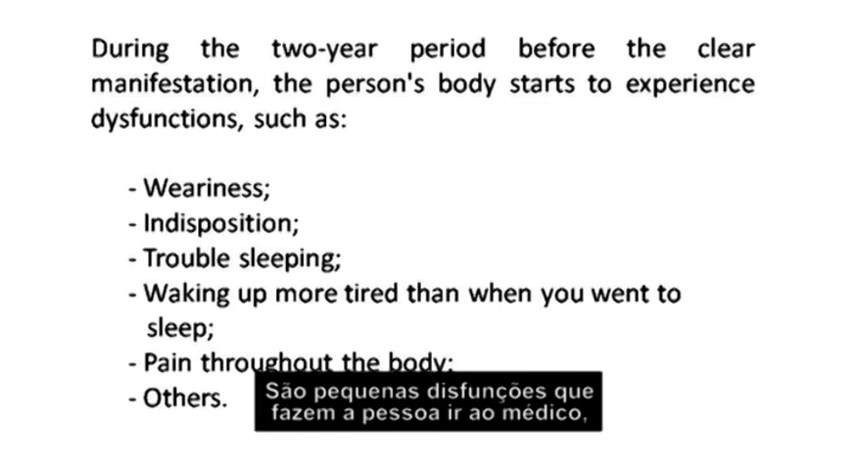 During the two-year period before the clear
manifestation, the person's body starts to experience
dysfunctions, such as:
- Weariness;
- Indisposition;
- Trouble sleeping;
- Waking up more tired than when you went to
sleep;
- Pain throughout the body;
- Others.
São pequenas disfunções que
fazem a pessoa ir ao médico,